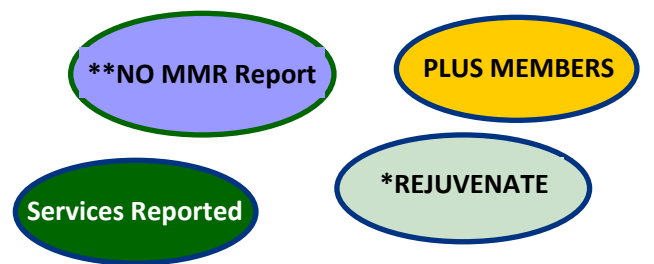 **NO MMR Report
PLUS MEMBERS
*REJUVENATE
Services Reported